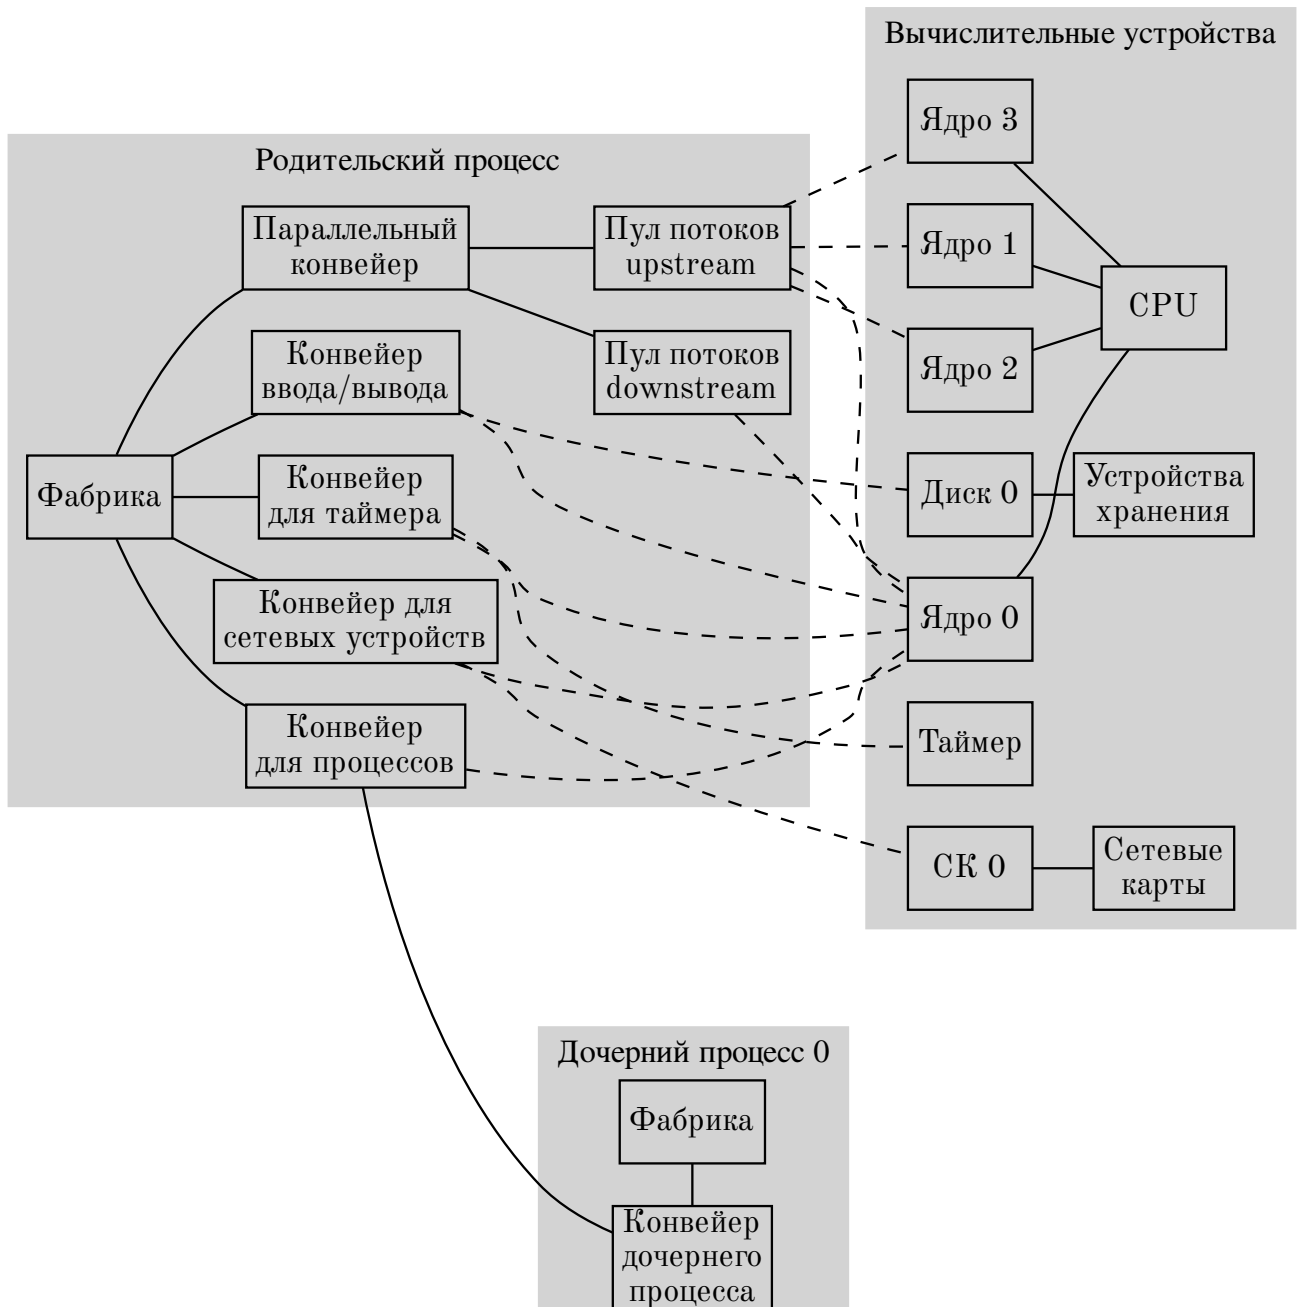 Вычислительные устройства
Родительский процесс
Ядро 3
Параллельный
конвейер
Пул потоков
upstream
Ядро 1
CPU
Конвейер
ввода/вывода
Пул потоков
downstream
Ядро 2
Фабрика
Конвейер
для таймера
Диск 0
Устройства
хранения
Конвейер для
сетевых устройств
Ядро 0
Конвейер
для процессов
Таймер
СК 0
Сетевые
карты
Дочерний процесс 0
Фабрика
Конвейер
дочернего
процесса